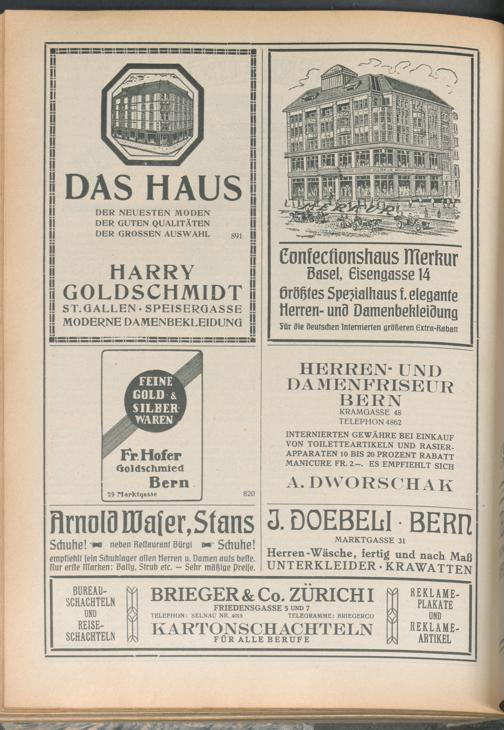 DAS HAUS
DER NEUESTEN MODEN
DER GUTEN QUALITÄTEN
DER GROSSEN AUSWAHL
891
HARRY
GOLDSCHMIDT
ST. GALLEN · SPEISERGASSE
MODERNE DAMENBEKLEIDUNG
MERKUR
Confectionshaus Merkur
Basel, Eisengasse 14
Größtes Spezialhaus f. elegante
Herren- und Damenbekleidung
Für die deutschen Internierten größeren Extra-Rabatt
FEINE
GOLD- &
SILBER-
WAREN
Fr. Hofer
Goldschmied
Bern
29 Marktgasse
820
HERREN- UND
DAMENFRISEUR
BERN
KRAMGASSE 48
TELEPHON 4862
INTERNIERTEN GEWÄHRE BEI EINKAUF
VON TOILETTEARTIKELN UND RASIER-
APPARATEN 10 BIS 20 PROZENT RABATT
MANICURE FR. 2.—. ES EMPFIEHLT SICH
A. DWORSCHAK
Arnold Wafer, Stans
Schuhe! neben Restaurant Bürgi Schuhe!
empfiehlt sein Schuhlager allen Herren u. Damen aufs beste.
Nur erste Marken: Bally, Strub etc. — Sehr mäßige Preise.
J. DOEBELI · BERN
MARKTGASSE 31
Herren-Wäsche, fertig und nach Maß
UNTERKLEIDER · KRAWATTEN
BUREAU-
SCHACHTELN
UND
REISE-
SCHACHTELN
BRIEGER & Co. ZÜRICH I
FRIEDENSGASSE 5 UND 7
TELEPHON: SELNAU NR. 4013 TELEGRAMME: BRIEGERCO
KARTONSCHACHTELN
FÜR ALLE BERUFE
REKLAME-
PLAKATE
UND
REKLAME-
ARTIKEL